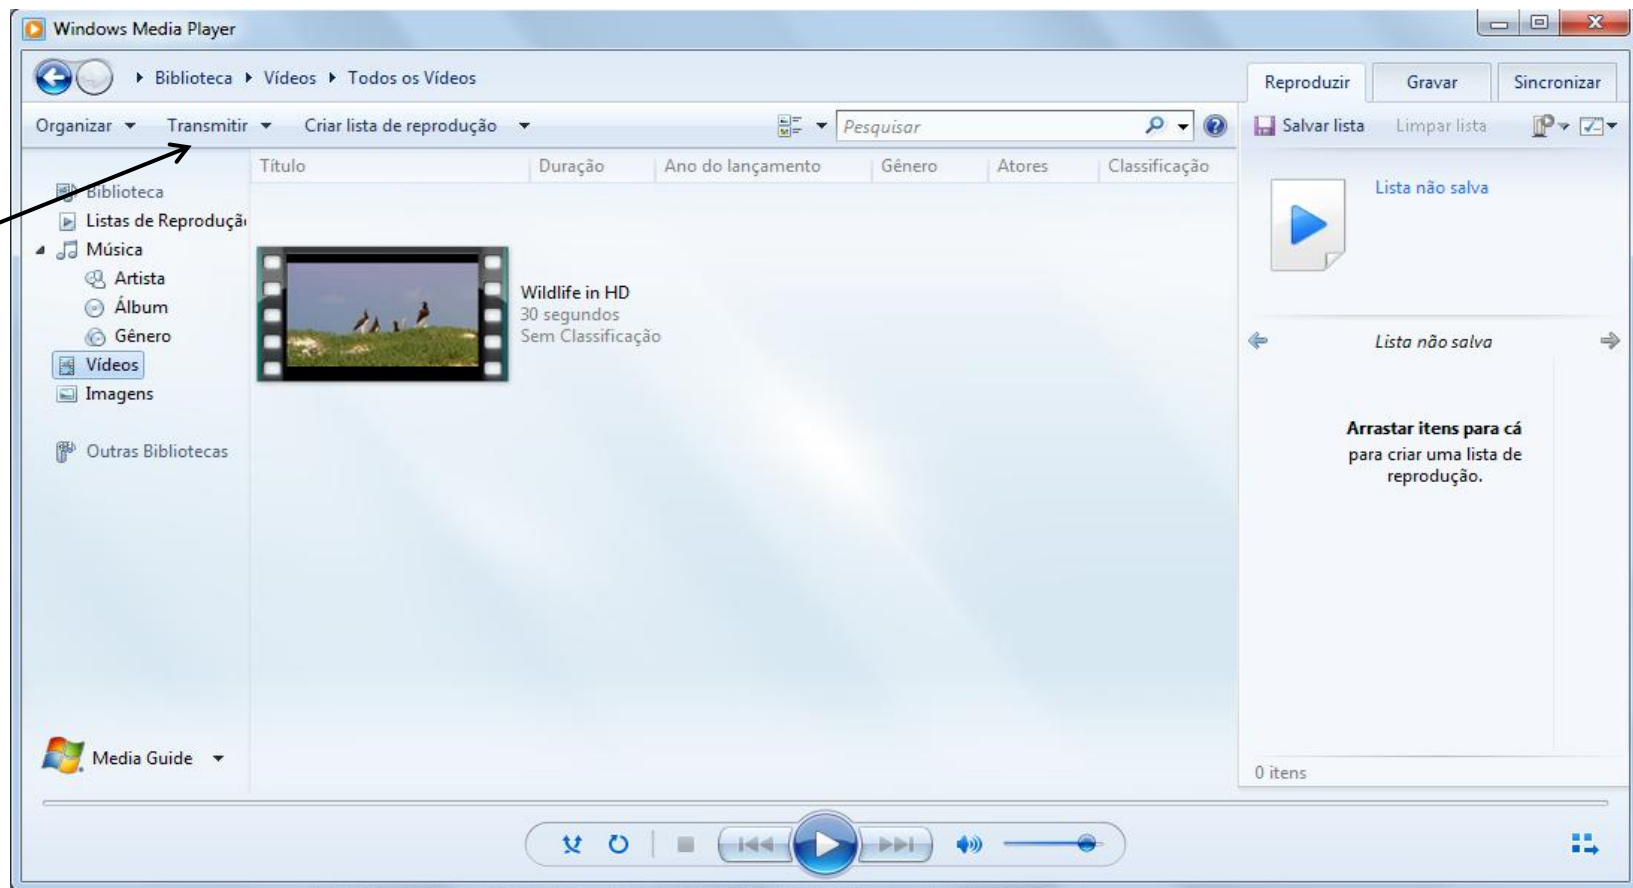 Windows Media Player
Biblioteca Vídeos Todos os Vídeos
Reproduzir Gravar Sincronizar
Organizar Transmitir Criar lista de reprodução Pesquisar
Salvar lista Limpar lista
Título Duração Ano do lançamento Gênero Atores Classificação
Biblioteca
Listas de Reproduçã
Música
Artista
Álbum
Gênero
Vídeos
Imagens
Outras Bibliotecas
Media Guide
Wildlife in HD
30 segundos
Sem Classificação
Lista não salva
Lista não salva
Arrastar itens para cá
para criar uma lista de
reprodução.
0 itens